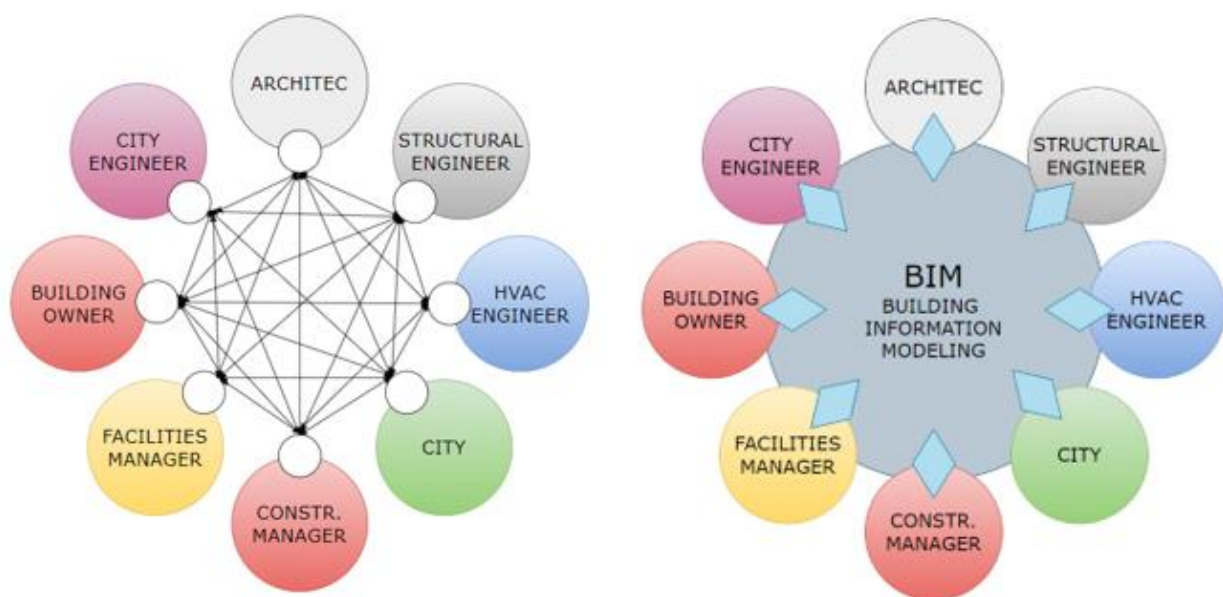 ARCHITEC
CITY
ENGINEER
STRUCTURAL
ENGINEER
BUILDING
OWNER
HVAC
ENGINEER
FACILITIES
MANAGER
CITY
CONSTR.
MANAGER
ARCHITEC
CITY
ENGINEER
STRUCTURAL
ENGINEER
BUILDING
OWNER
BIM
BUILDING
INFORMATION
MODELING
HVAC
ENGINEER
FACILITIES
MANAGER
CITY
CONSTR.
MANAGER